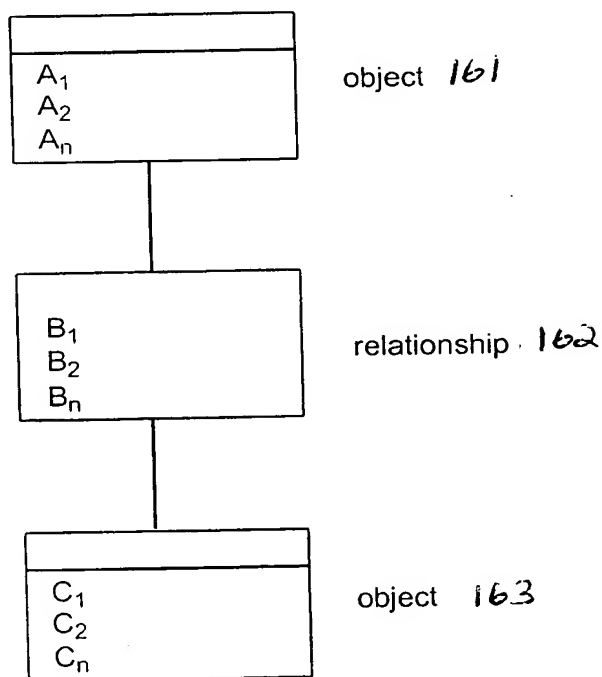 A₁
A₂
Aₙ
object 161
B₁
B₂
Bₙ
relationship 162
C₁
C₂
Cₙ
object 163